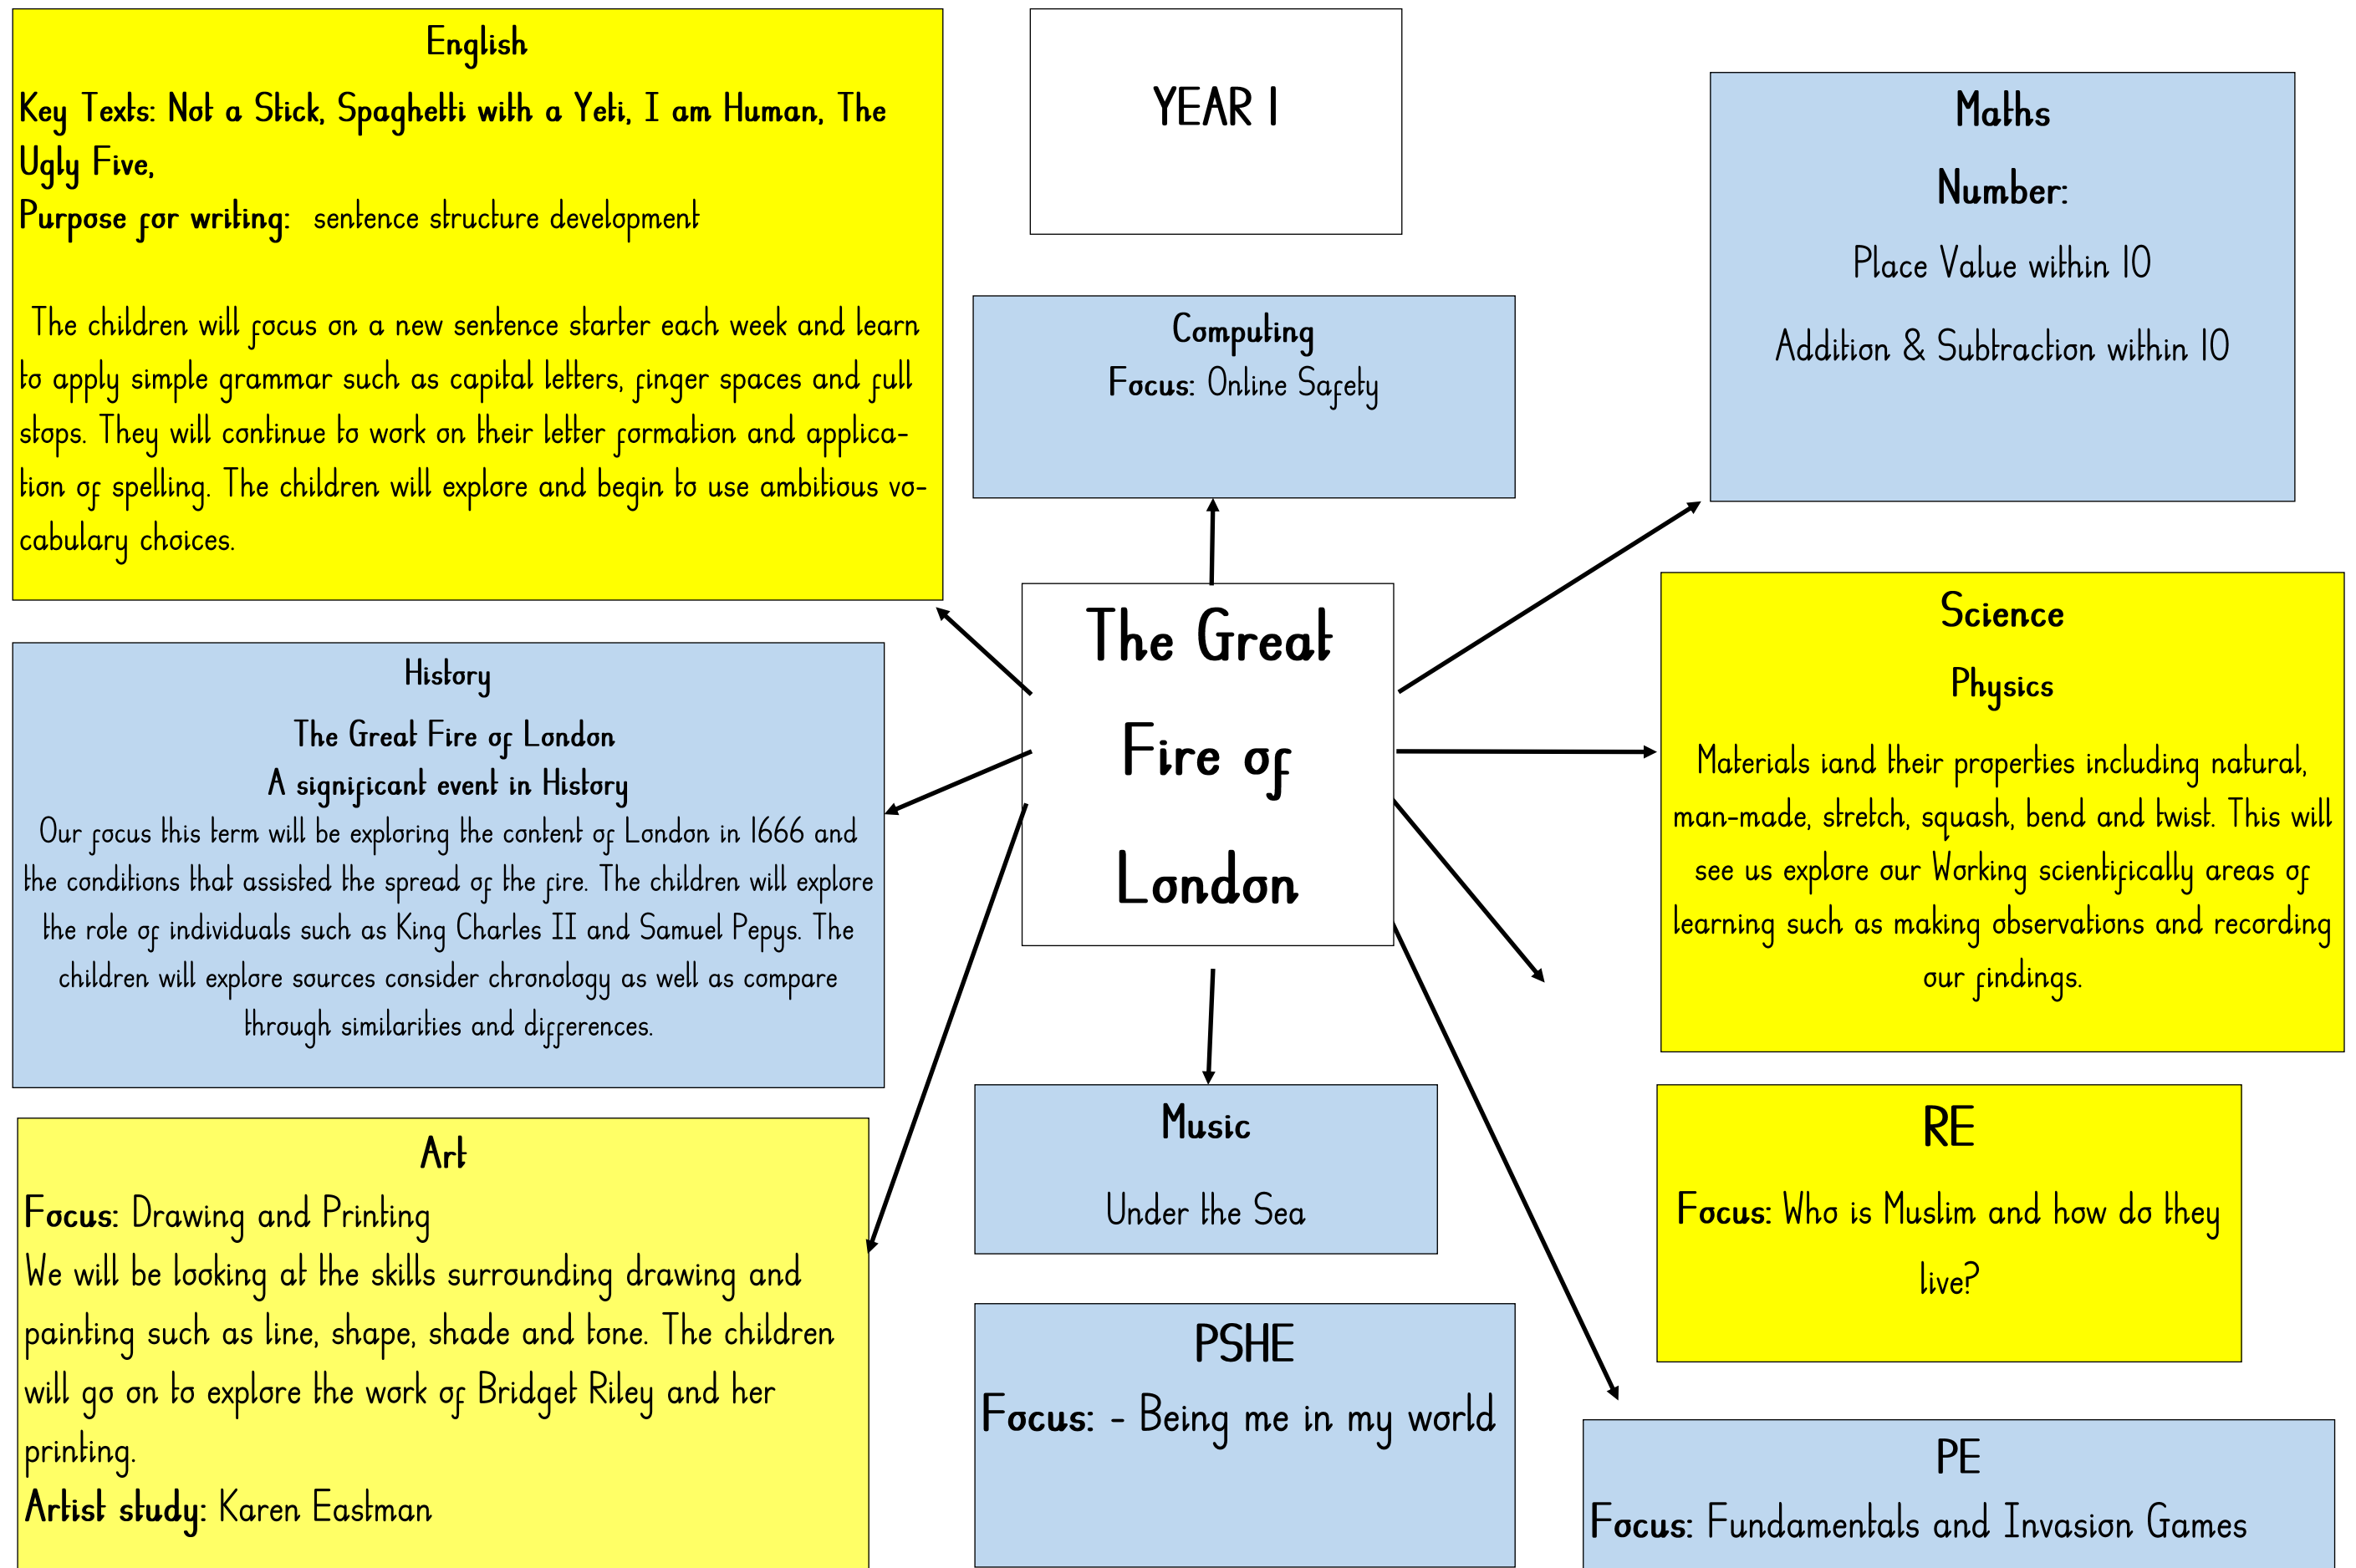 English
Key Texts: Not a Stick, Spaghetti with a Yeti, I am Human, The
Ugly Five,
Purpose for writing: sentence structure development
The children will focus on a new sentence starter each week and learn
to apply simple grammar such as capital letters, finger spaces and full
stops. They will continue to work on their letter formation and applica-
tion of spelling. The children will explore and begin to use ambitious vo-
cabulary choices.
YEAR 1
Computing
Focus: Online Safety
Maths
Number:
Place Value within 10
Addition & Subtraction within 10
The Great
Fire of
London
History
The Great Fire of London
A significant event in History
Our focus this term will be exploring the content of London in 1666 and
the conditions that assisted the spread of the fire. The children will explore
the role of individuals such as King Charles II and Samuel Pepys. The
children will explore sources consider chronology as well as compare
through similarities and differences.
Science
Physics
Materials iand their properties including natural,
man-made, stretch, squash, bend and twist. This will
see us explore our Working scientifically areas of
learning such as making observations and recording
our findings.
Art
Focus: Drawing and Printing
We will be looking at the skills surrounding drawing and
painting such as line, shape, shade and tone. The children
will go on to explore the work of Bridget Riley and her
printing.
Artist study: Karen Eastman
Music
Under the Sea
RE
Focus: Who is Muslim and how do they
live?
PSHE
Focus: - Being me in my world
PE
Focus: Fundamentals and Invasion Games